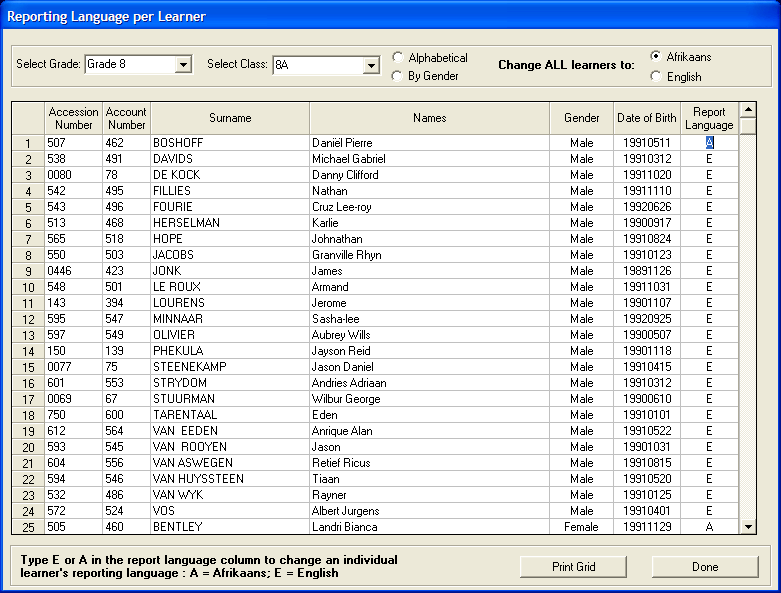 Reporting Language per Learner
Select Grade: Grade 8 Select Class: 8A Alphabetical By Gender Change ALL learners to: Afrikaans English
Accession Number Account Number Surname Names Gender Date of Birth Report Language
1 507 462 BOSHOFF Daniël Pierre Male 19910511 A
2 538 491 DAVIDS Michael Gabriel Male 19910312 E
3 0080 78 DE KOCK Danny Clifford Male 19911020 E
4 542 495 FILLIES Nathan Male 19911110 E
5 543 496 FOURIE Cruz Lee-roy Male 19920626 E
6 513 468 HERSELMAN Karlie Male 19900917 E
7 565 518 HOPE Johnathan Male 19910824 E
8 550 503 JACOBS Granville Rhyn Male 19910123 E
9 0446 423 JONK James Male 19891126 E
10 548 501 LE ROUX Armand Male 19911031 E
11 143 394 LOURENS Jerome Male 19901107 E
12 595 547 MINNAAR Sasha-lee Male 19920925 E
13 597 549 OLIVIER Aubrey Wills Male 19900507 E
14 150 139 PHEKULA Jayson Reid Male 19901118 E
15 0077 75 STEENEKAMP Jason Daniel Male 19910415 E
16 601 553 STRYDOM Andries Adriaan Male 19910312 E
17 0069 67 STUURMAN Wilbur George Male 19900610 E
18 750 600 TARENTAAL Eden Male 19910101 E
19 612 564 VAN  EEDEN Anrique Alan Male 19910522 E
20 593 545 VAN  ROOYEN Jason Male 19901031 E
21 604 556 VAN ASWEGEN Retief Ricus Male 19910815 E
22 594 546 VAN HUYSSTEEN Tiaan Male 19910520 E
23 532 486 VAN WYK Rayner Male 19910125 E
24 572 524 VOS Albert Jurgens Male 19910401 E
25 505 460 BENTLEY Landri Bianca Female 19911129 A
Type E or A in the report language column to change an individual
learner's reporting language : A = Afrikaans; E = English
Print Grid Done